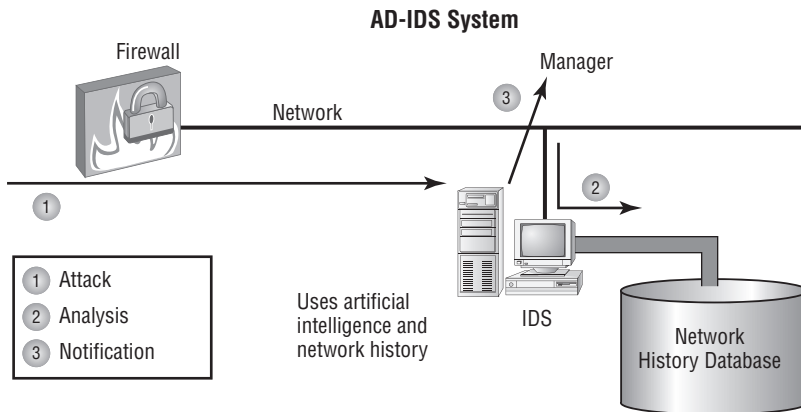 AD-IDS System
Firewall
Manager
3
Network
2
1
1 Attack
2 Analysis
3 Notification
Uses artificial
intelligence and
network history
IDS
Network
History Database